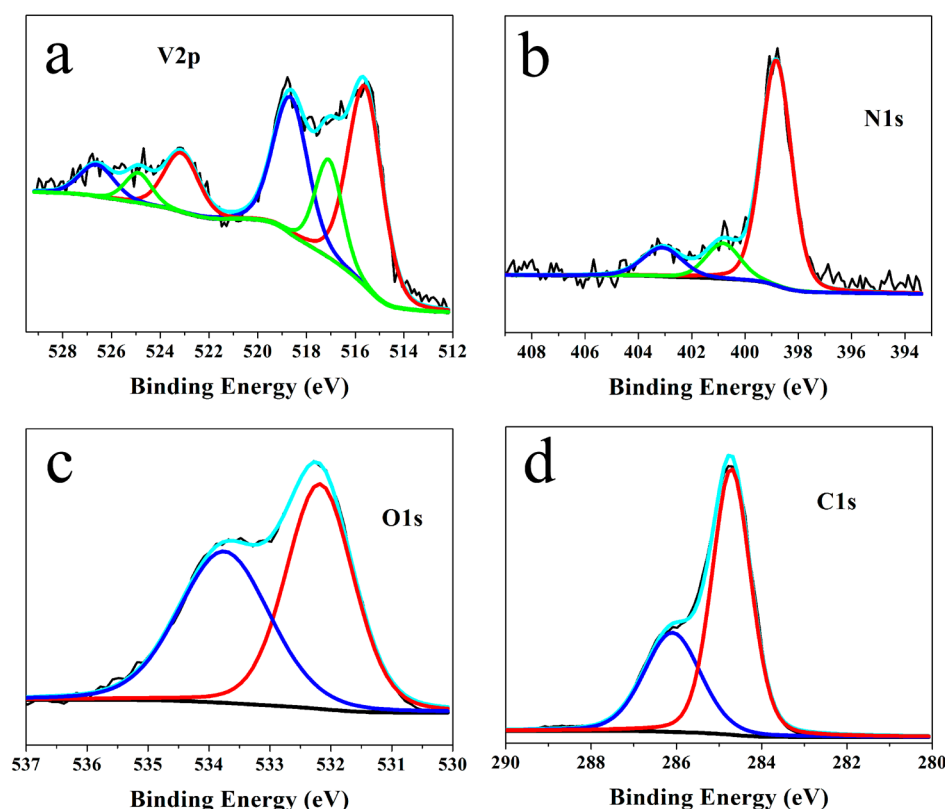 a
V2p
528 526 524 522 520 518 516 514 512
Binding Energy (eV)
b
N1s
408 406 404 402 400 398 396 394
Binding Energy (eV)
c
O1s
537 536 535 534 533 532 531 530
Binding Energy (eV)
d
C1s
290 288 286 284 282 280
Binding Energy (eV)